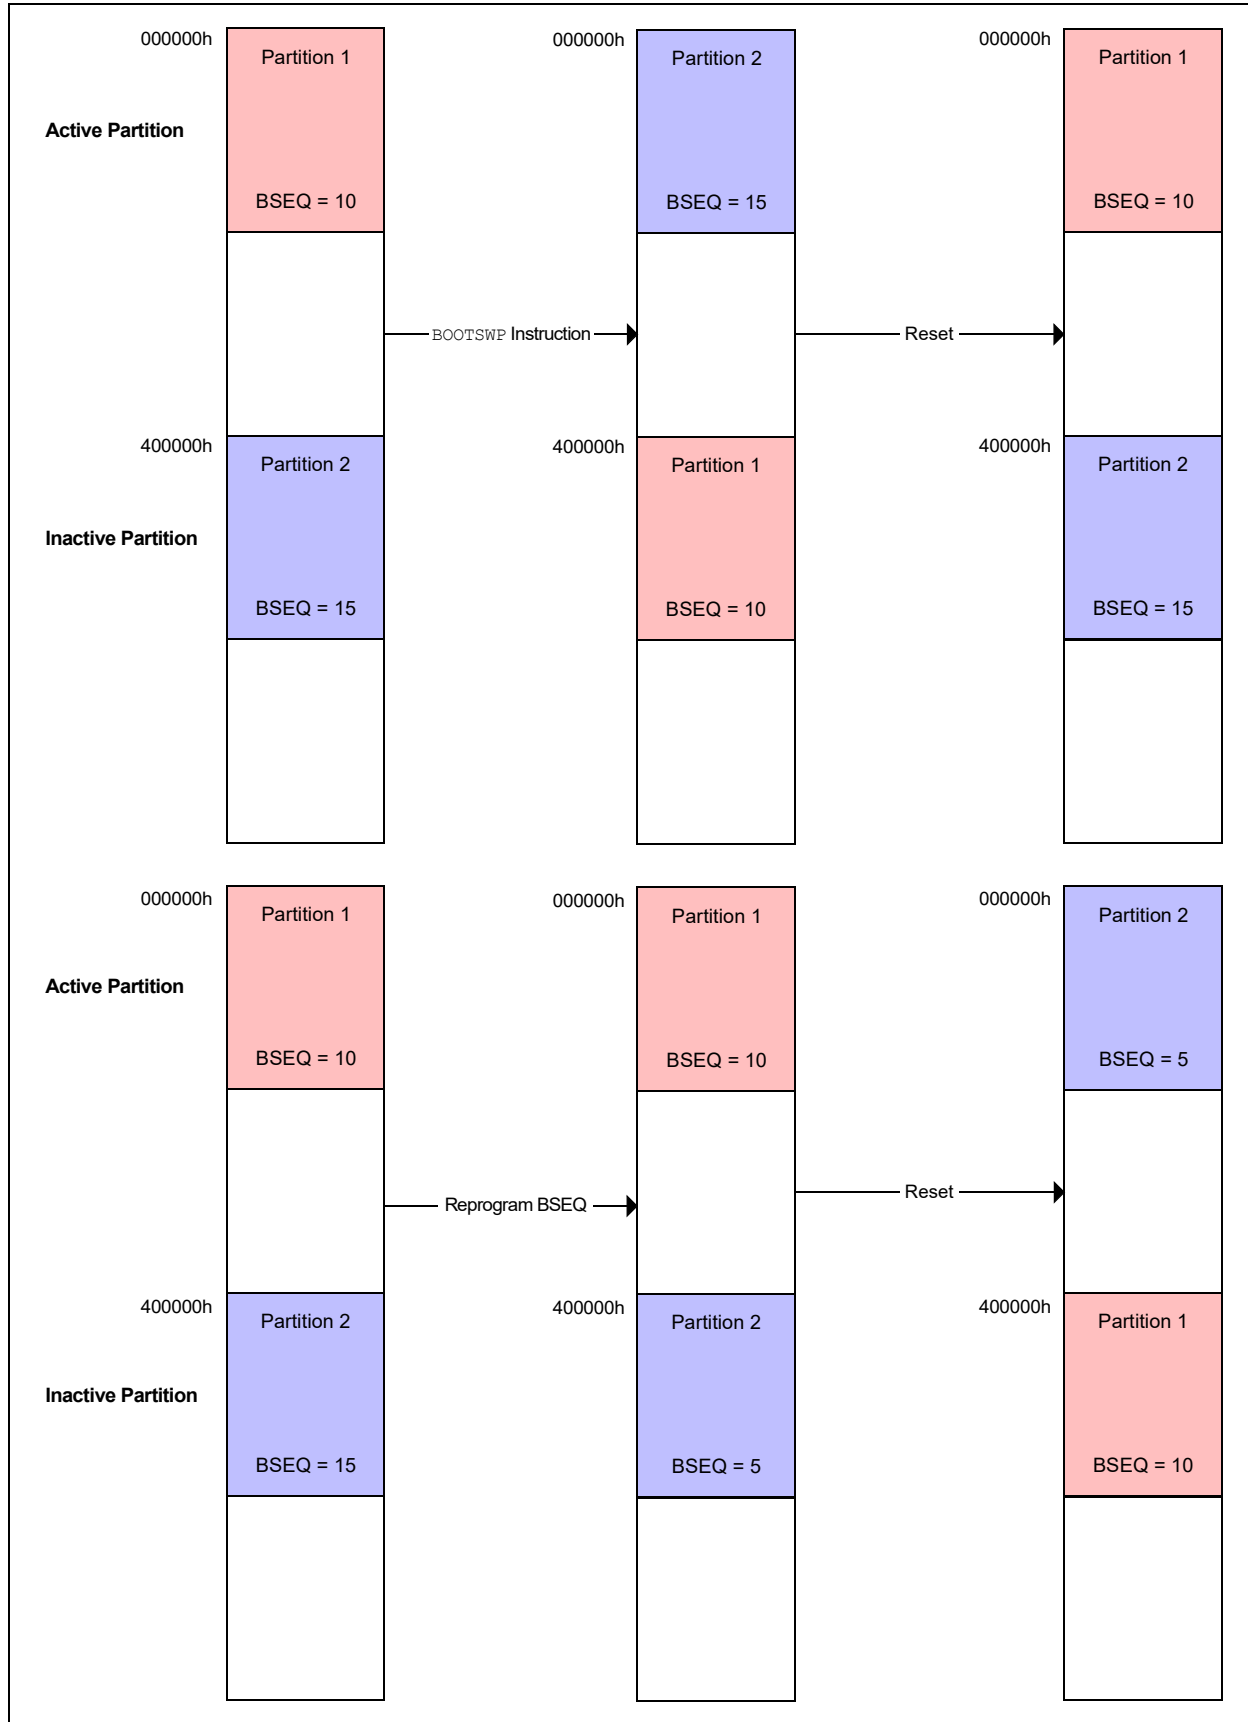 000000h
Partition 1
000000h
Partition 2
000000h
Partition 1
Active Partition
BSEQ = 10
BSEQ = 15
BSEQ = 10
BOOTSWP Instruction
Reset
400000h
Partition 2
400000h
Partition 1
400000h
Partition 2
Inactive Partition
BSEQ = 15
BSEQ = 10
BSEQ = 15
000000h
Partition 1
000000h
Partition 1
000000h
Partition 2
Active Partition
BSEQ = 10
BSEQ = 10
BSEQ = 5
Reprogram BSEQ
Reset
400000h
Partition 2
400000h
Partition 2
400000h
Partition 1
Inactive Partition
BSEQ = 15
BSEQ = 5
BSEQ = 10